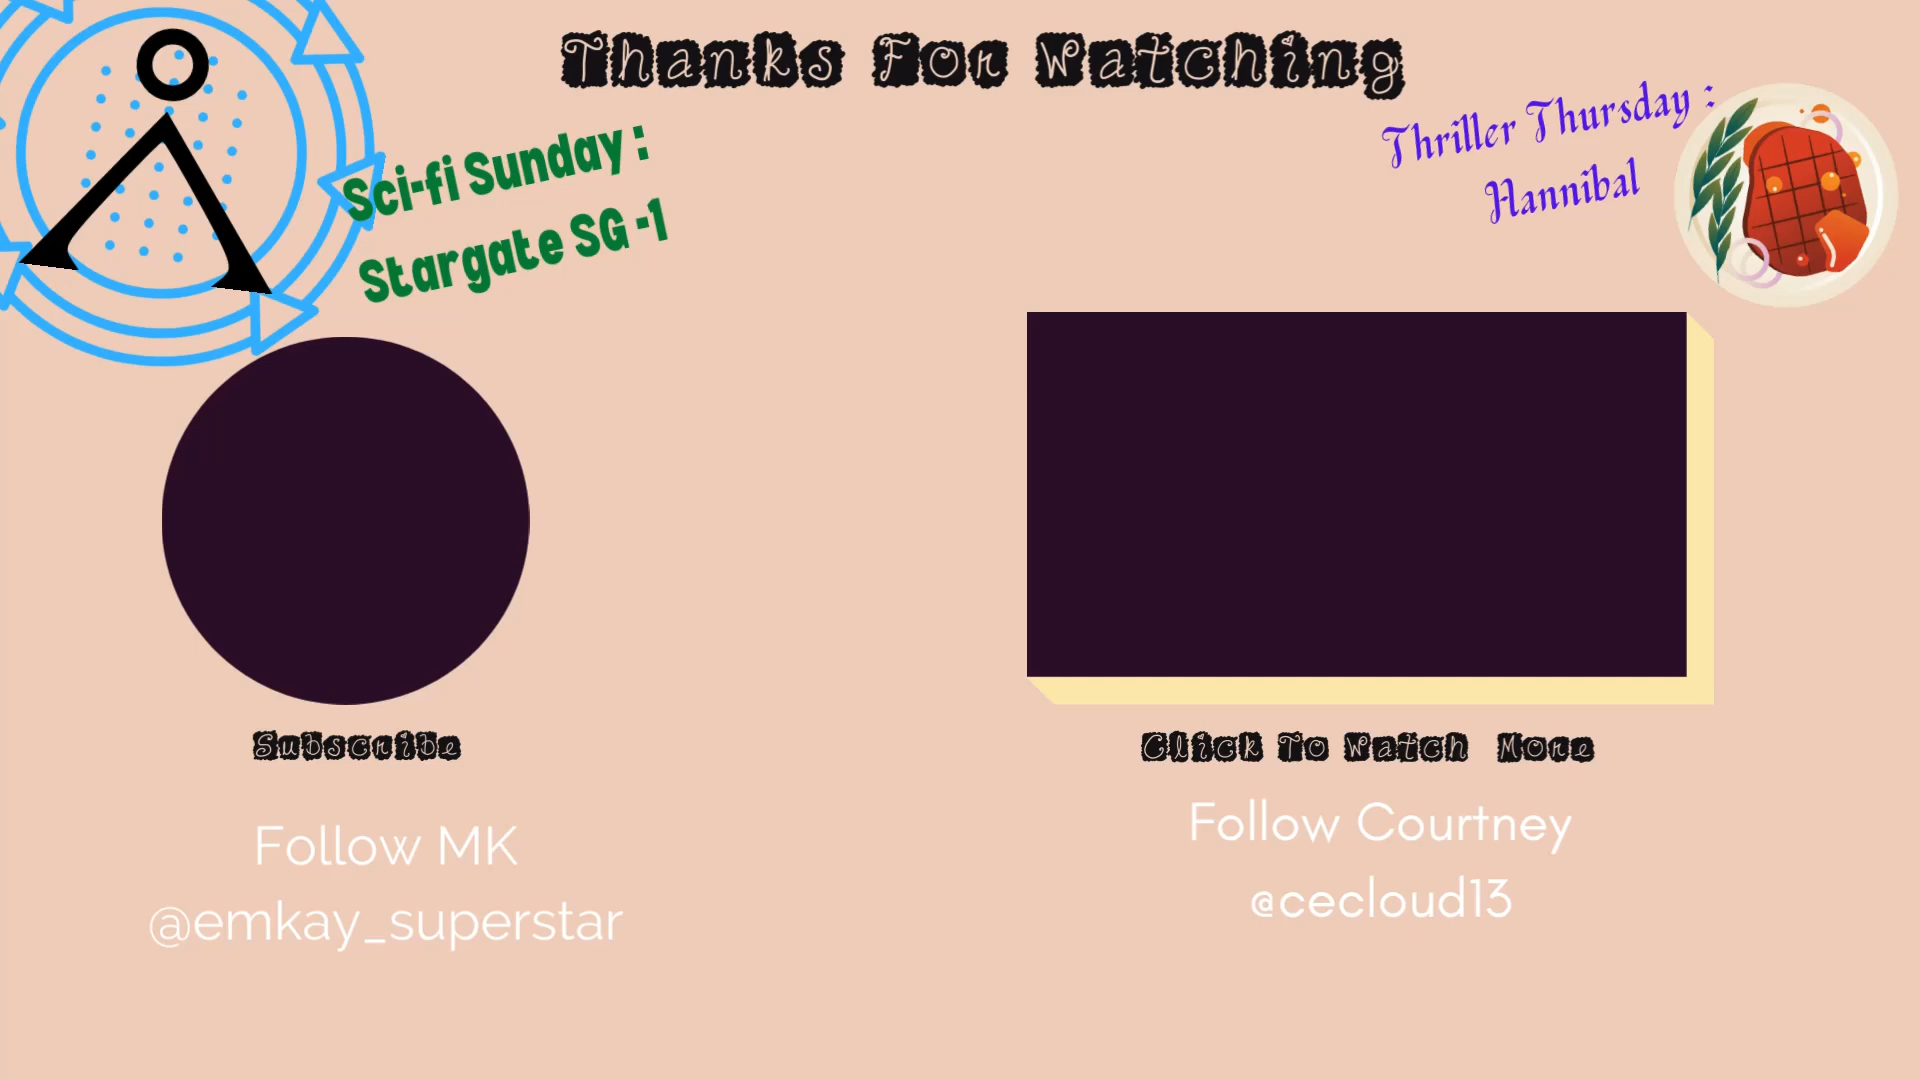 Thanks For Watching
Sci-fi Sunday :
Stargate SG -1
Thriller Thursday :
Hannibal
Subscribe
Click To Watch More
Follow MK
@emkay_superstar
Follow Courtney
@cecloud13